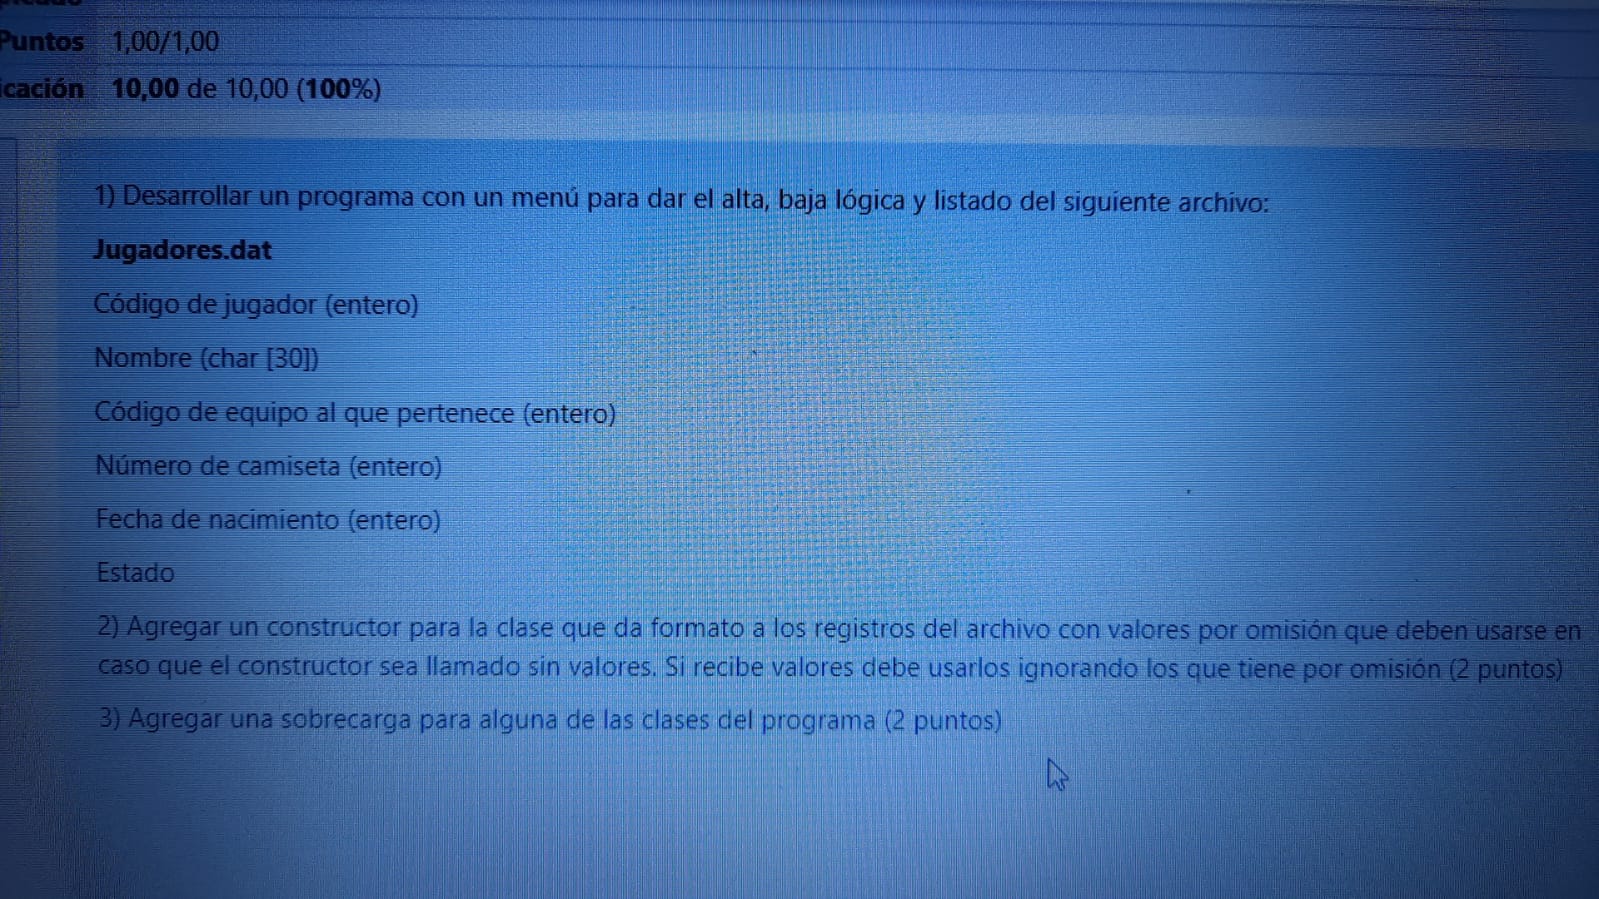 Puntos 1,00/1,00
icación 10,00 de 10,00 (100%)
1) Desarrollar un programa con un menú para dar el alta, baja lógica y listado del siguiente archivo:
Jugadores.dat
Código de jugador (entero)
Nombre (char [30])
Código de equipo al que pertenece (entero)
Número de camiseta (entero)
Fecha de nacimiento (entero)
Estado
2) Agregar un constructor para la clase que da formato a los registros del archivo con valores por omisión que deben usarse en
caso que el constructor sea llamado sin valores. Si recibe valores debe usarlos ignorando los que tiene por omisión (2 puntos)
3) Agregar una sobrecarga para alguna de las clases del programa (2 puntos)